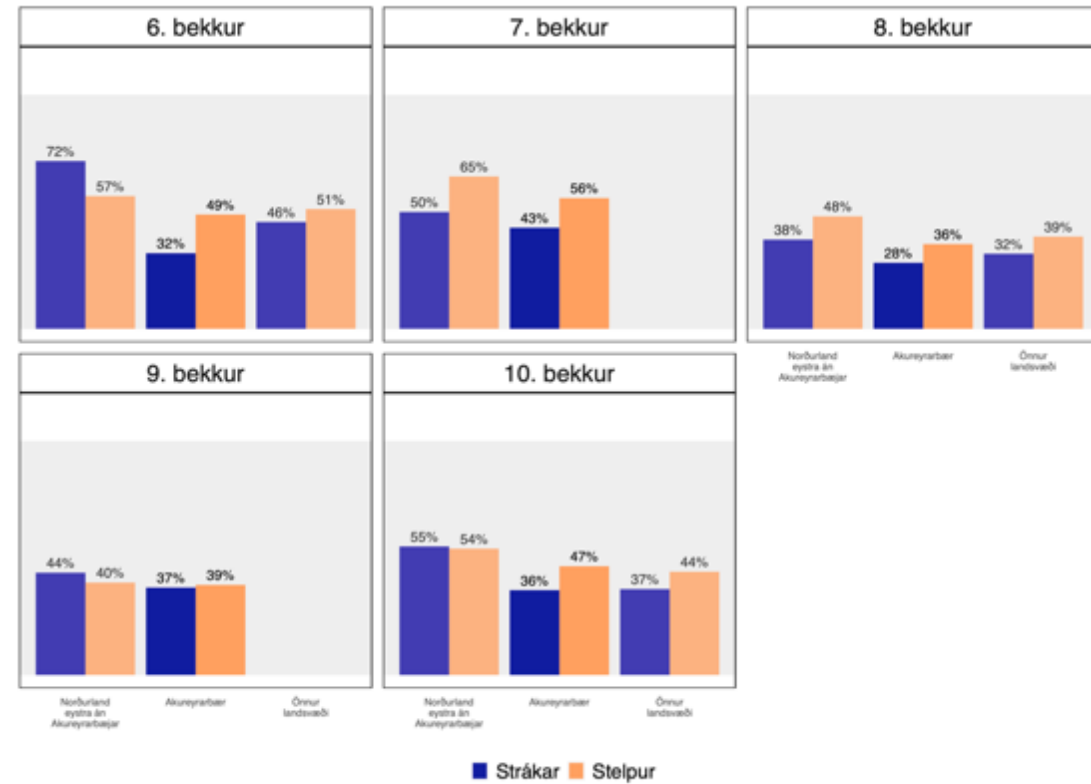 6. bekkur
7. bekkur
8. bekkur
72%
57%
32%
49%
46%
51%
50%
65%
43%
56%
38%
48%
28%
36%
32%
39%
Norðurland
eystra án
Akureyrarbæjar
Akureyrarbær
Önnur
landsvæði
9. bekkur
10. bekkur
44%
40%
37%
39%
55%
54%
36%
47%
37%
44%
Norðurland
eystra án
Akureyrarbæjar
Akureyrarbær
Önnur
landsvæði
Norðurland
eystra án
Akureyrarbæjar
Akureyrarbær
Önnur
landsvæði
Strákar Stelpur